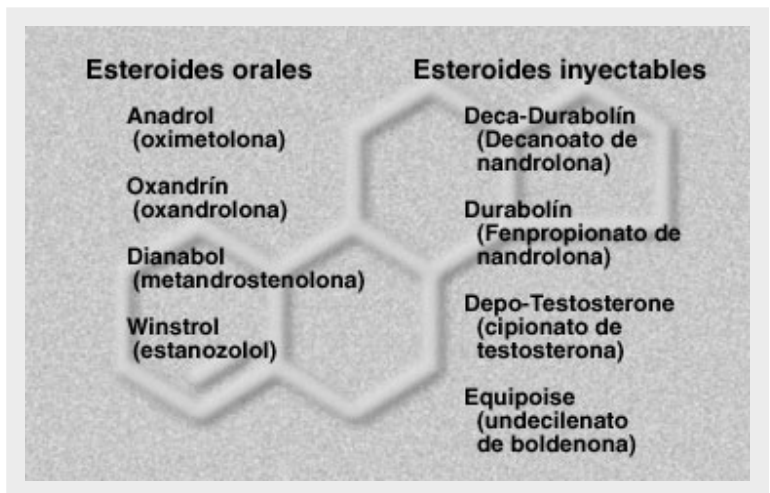 Esteroides orales
Anadrol
(oximetolona)
Oxandrín
(oxandrolona)
Dianabol
(metandrostenolona)
Winstrol
(estanozolol)
Esteroides inyectables
Deca-Durabolín
(Decanoato de
nandrolona)
Durabolín
(Fenpropionato de
nandrolona)
Depo-Testosterone
(cipionato de
testosterona)
Equipoise
(undecilenato
de boldenona)